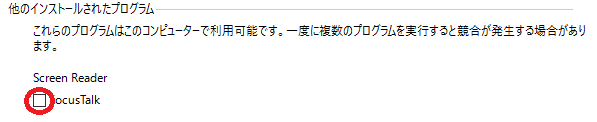 他のインストールされたプログラム
これらのプログラムはこのコンピューターで利用可能です。一度に複数のプログラムを実行すると競合が発生する場合があり
ます。
Screen Reader
ocusTalk